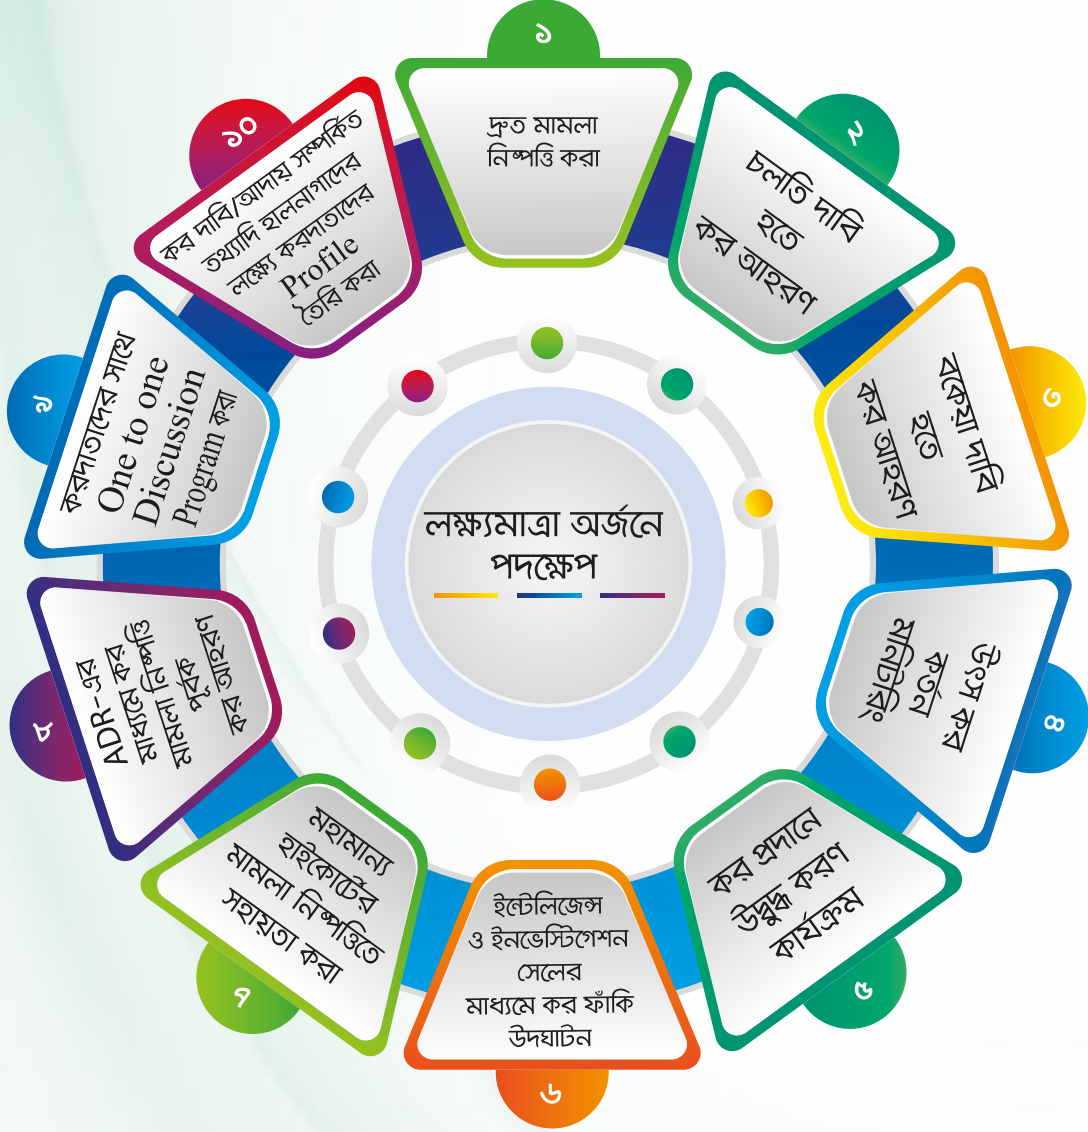 লক্ষ্যমাত্রা অর্জনে
পদক্ষেপ
১
দ্রুত মামলা
নিষ্পত্তি করা
২
চলতি দাবি
হতে
কর আহরণ
৩
বকেয়া দাবি
হতে
কর আহরণ
৪
উৎস কর
কর্তন
মনিটরিং
৫
কর প্রদানে
উদ্বুদ্ধ করণ
কার্যক্রম
৬
ইন্টেলিজেন্স
ও ইনভেস্টিগেশন
সেলের
মাধ্যমে কর ফাঁকি
উদঘাটন
৭
মহামান্য
হাইকোর্টের
মামলা নিষ্পত্তিতে
সহায়তা করা
৮
ADR-এর
মাধ্যমে কর
মামলা নিষ্পত্তি
পূর্বক
কর আহরণ
৯
করদাতাদের সাথে
One to one
Discussion
Program করা
১০
কর দাবি/আদায় সম্পর্কিত
তথ্যাদি হালনাগাদের
লক্ষ্যে করদাতাদের
Profile
তৈরি করা